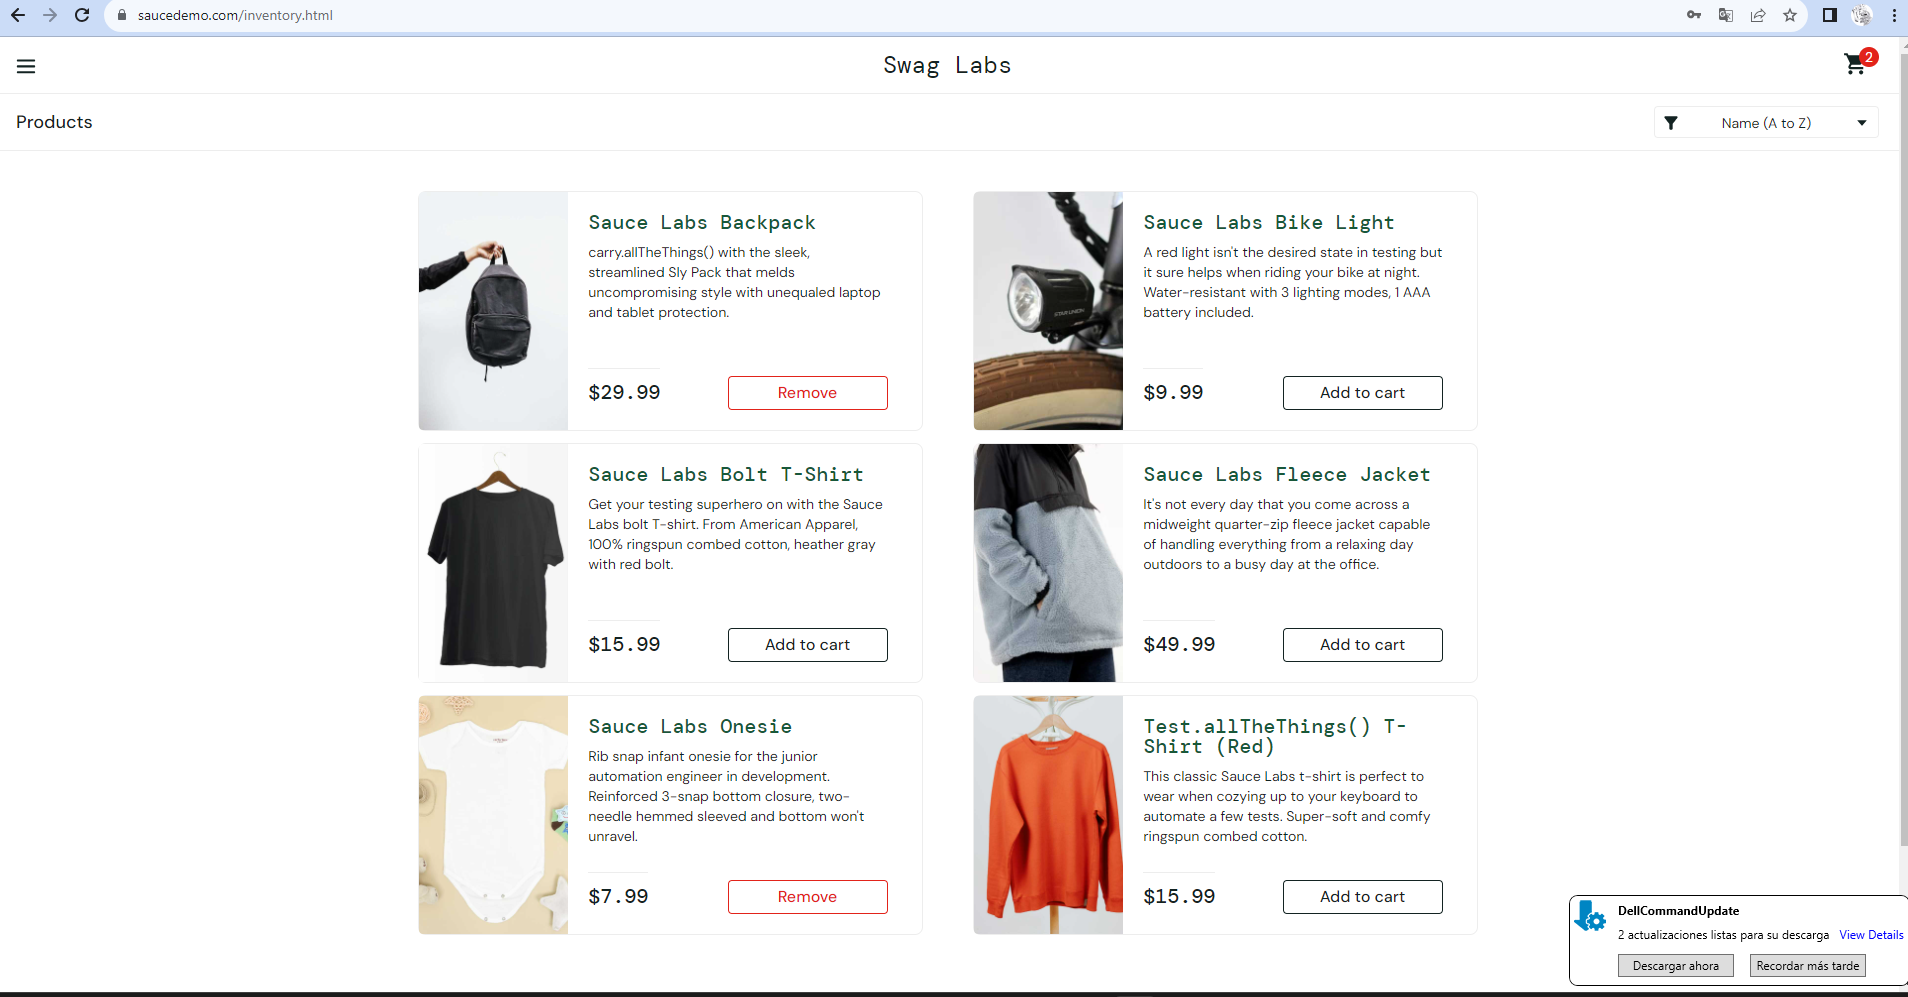 saucedemo.com/inventory.html
Swag Labs
2
Products
Name (A to Z)
Sauce Labs Backpack
carry.allTheThings() with the sleek,
streamlined Sly Pack that melds
uncompromising style with unequaled laptop
and tablet protection.
$29.99
Remove
Sauce Labs Bike Light
A red light isn't the desired state in testing but
it sure helps when riding your bike at night.
Water-resistant with 3 lighting modes, 1 AAA
battery included.
STAR UNION
$9.99
Add to cart
Sauce Labs Bolt T-Shirt
Get your testing superhero on with the Sauce
Labs bolt T-shirt. From American Apparel,
100% ringspun combed cotton, heather gray
with red bolt.
$15.99
Add to cart
Sauce Labs Fleece Jacket
It's not every day that you come across a
midweight quarter-zip fleece jacket capable
of handling everything from a relaxing day
outdoors to a busy day at the office.
$49.99
Add to cart
Sauce Labs Onesie
Rib snap infant onesie for the junior
automation engineer in development.
Reinforced 3-snap bottom closure, two-
needle hemmed sleeved and bottom won't
unravel.
$7.99
Remove
Test.allTheThings() T-
Shirt (Red)
This classic Sauce Labs t-shirt is perfect to
wear when cozying up to your keyboard to
automate a few tests. Super-soft and comfy
ringspun combed cotton.
$15.99
Add to cart
DellCommandUpdate
2 actualizaciones listas para su descarga View Details
Descargar ahora Recordar más tarde